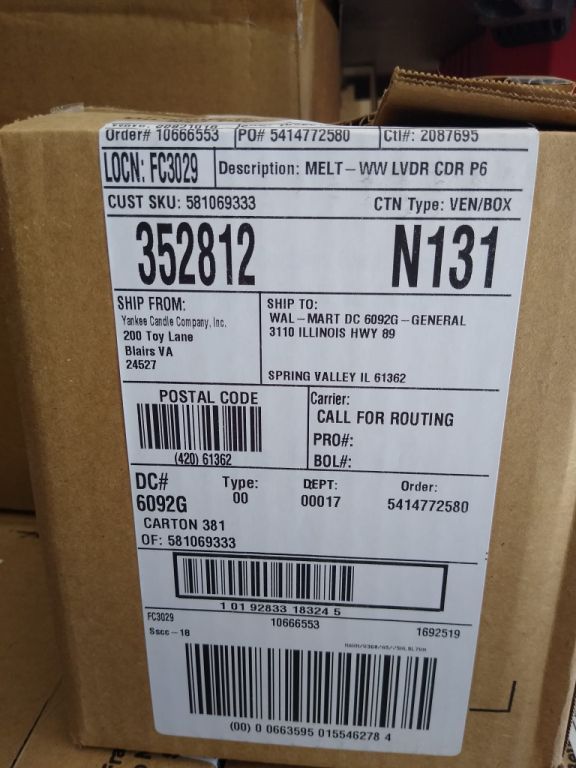 Order# 10666553 PO# 5414772580 Ctl#: 2087695
LOCN: FC3029 Description: MELT-WW LVDR CDR P6
CUST SKU: 581069333 CTN Type: VEN/BOX
352812 N131
SHIP FROM:
Yankee Candle Company, Inc.
200 Toy Lane
Blairs VA
24527
SHIP TO:
WAL-MART DC 6092G-GENERAL
3110 ILLINOIS HWY 89
SPRING VALLEY IL 61362
POSTAL CODE
(420) 61362
Carrier:
CALL FOR ROUTING
PRO#:
BOL#:
DC# Type: DEPT: Order:
6092G 00 00017 5414772580
CARTON 381
OF: 581069333
1 01 92833 18324 5
FC3029 10666553 1692519
Sscc-18
(00) 0 0663595 015546278 4